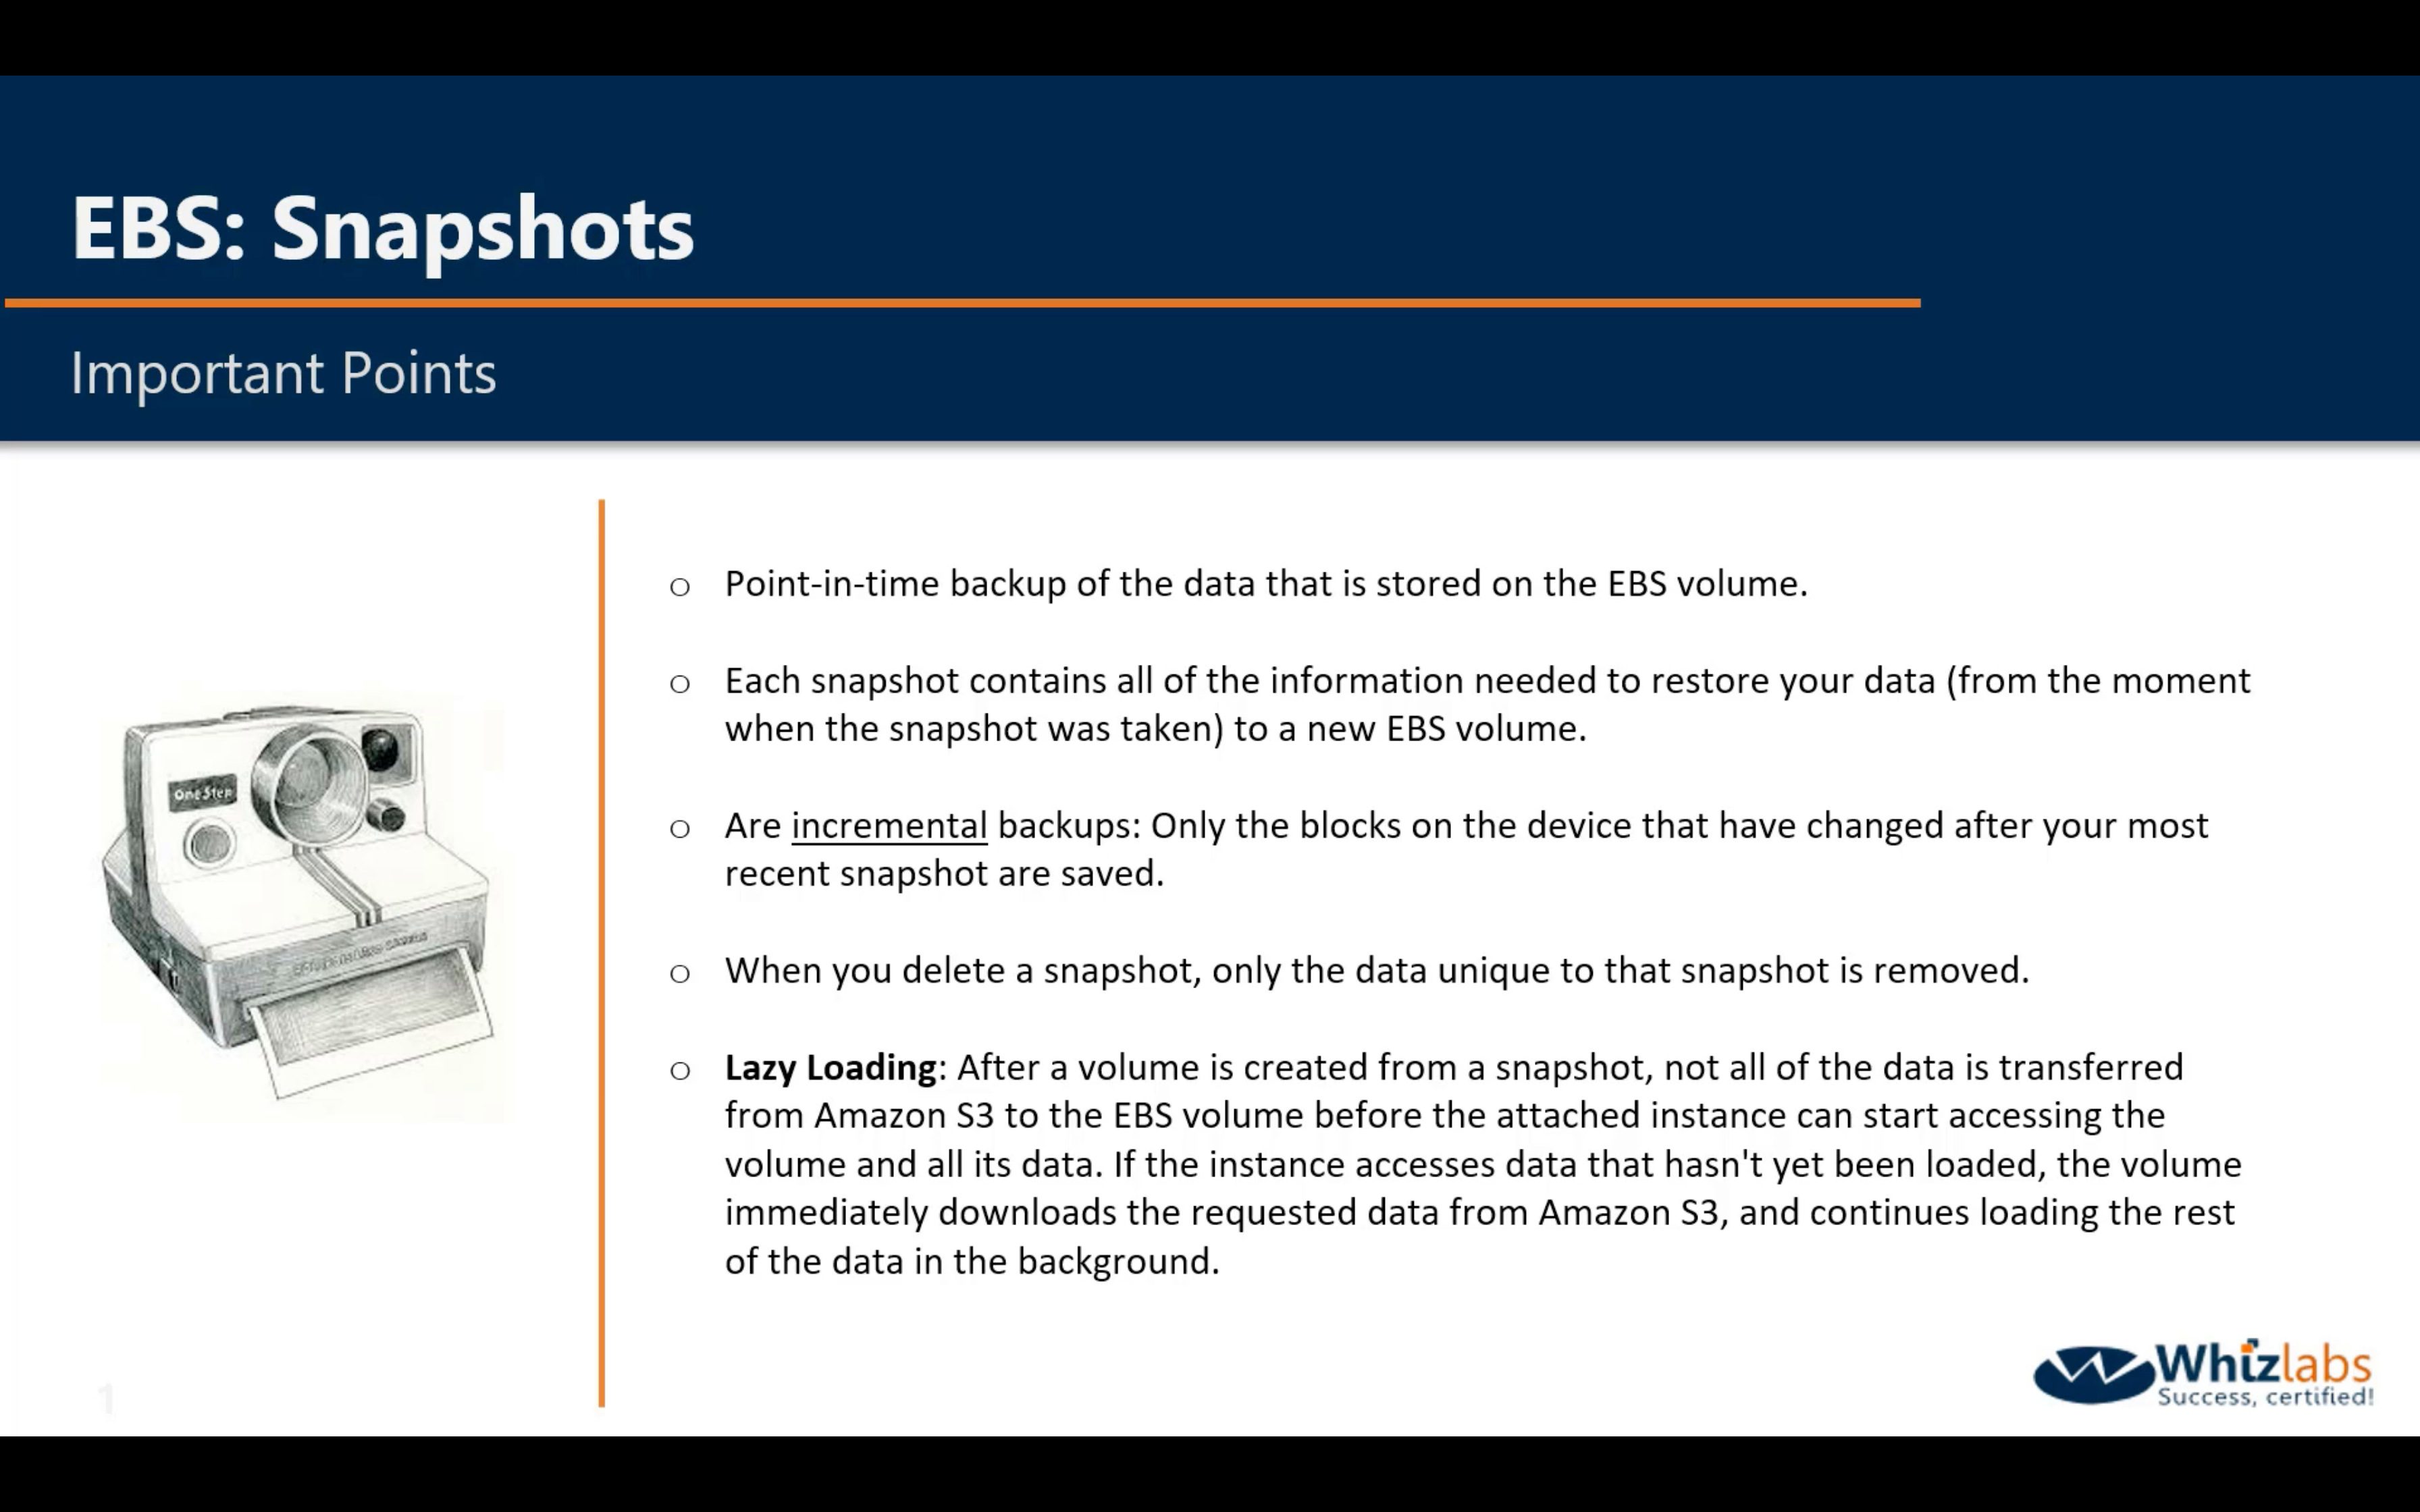 EBS: Snapshots
Important Points
One Step
o Point-in-time backup of the data that is stored on the EBS volume.
o Each snapshot contains all of the information needed to restore your data (from the moment
when the snapshot was taken) to a new EBS volume.
o Are incremental backups: Only the blocks on the device that have changed after your most
recent snapshot are saved.
o When you delete a snapshot, only the data unique to that snapshot is removed.
o Lazy Loading: After a volume is created from a snapshot, not all of the data is transferred
from Amazon S3 to the EBS volume before the attached instance can start accessing the
volume and all its data. If the instance accesses data that hasn't yet been loaded, the volume
immediately downloads the requested data from Amazon S3, and continues loading the rest
of the data in the background.
1
Whizlabs
Success, certified!